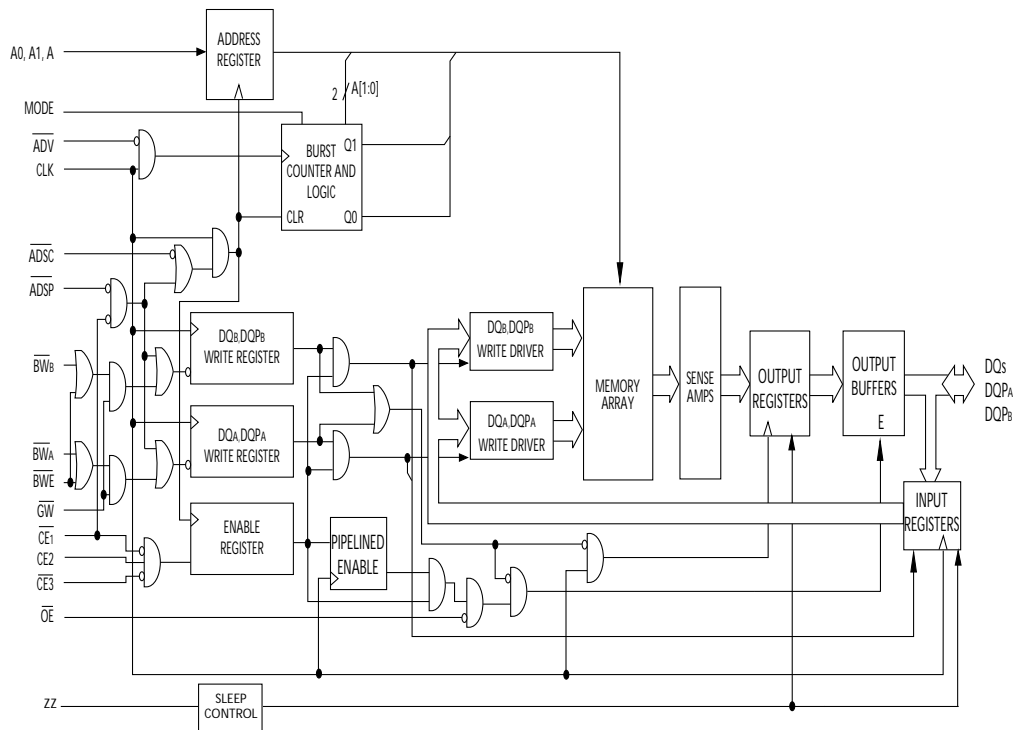 A0, A1, A
ADDRESS
REGISTER
2
A[1:0]
MODE
ADV
CLK
BURST
COUNTER AND
LOGIC
Q1
CLR
Q0
ADSC
ADSP
DQB,DQPB
WRITE REGISTER
DQB,DQPB
WRITE DRIVER
MEMORY
ARRAY
SENSE
AMPS
OUTPUT
REGISTERS
OUTPUT
BUFFERS
E
DQs
DQPA
DQPB
BWB
DQA,DQPA
WRITE REGISTER
DQA,DQPA
WRITE DRIVER
BWA
BWE
GW
CE1
CE2
CE3
ENABLE
REGISTER
PIPELINED
ENABLE
INPUT
REGISTERS
OE
ZZ
SLEEP
CONTROL